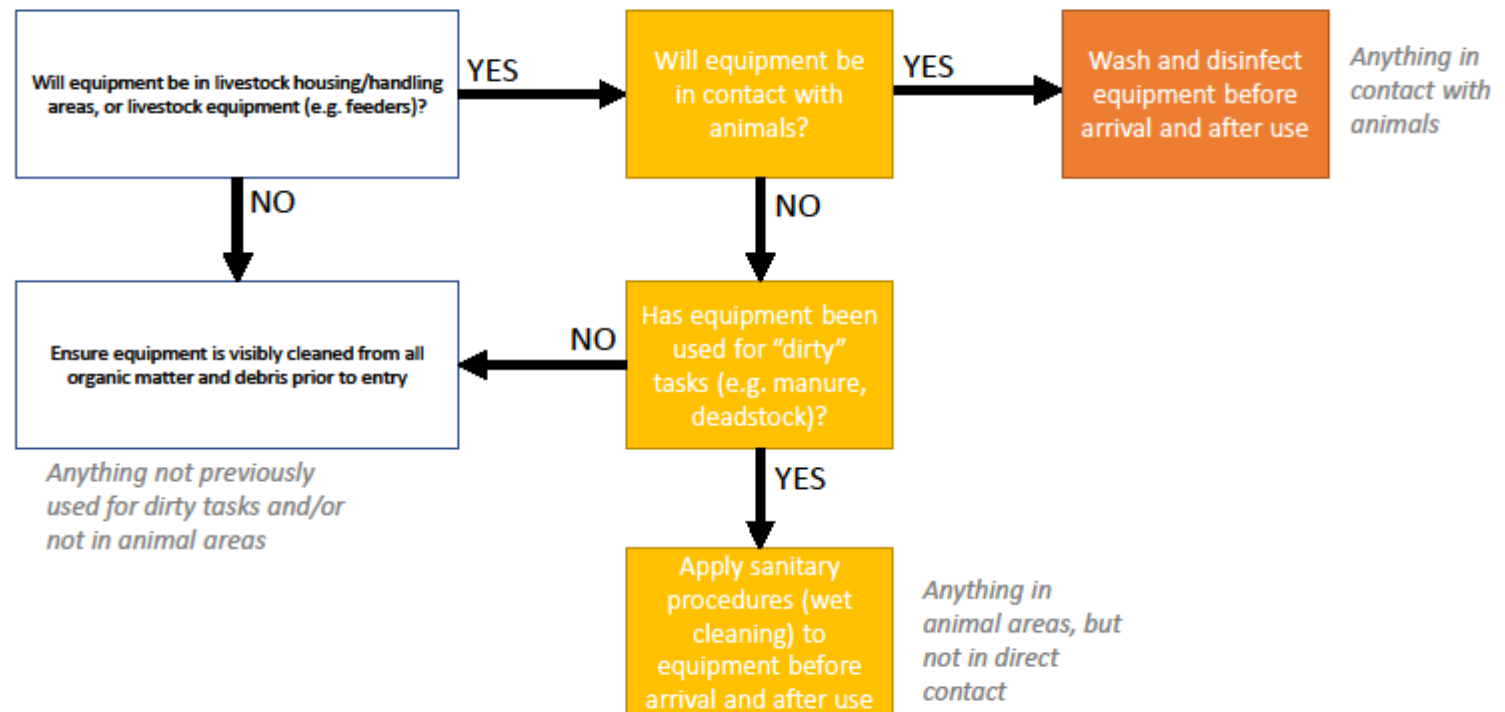 Will equipment be in livestock housing/handling
areas, or livestock equipment (e.g. feeders)?
YES
Will equipment be
in contact with
animals?
YES
Wash and disinfect
equipment before
arrival and after use
Anything in
contact with
animals
NO
NO
Ensure equipment is visibly cleaned from all
organic matter and debris prior to entry
NO
Has equipment been
used for “dirty”
tasks (e.g. manure,
deadstock)?
Anything not previously
used for dirty tasks and/or
not in animal areas
YES
Apply sanitary
procedures (wet
cleaning) to
equipment before
arrival and after use
Anything in
animal areas, but
not in direct
contact